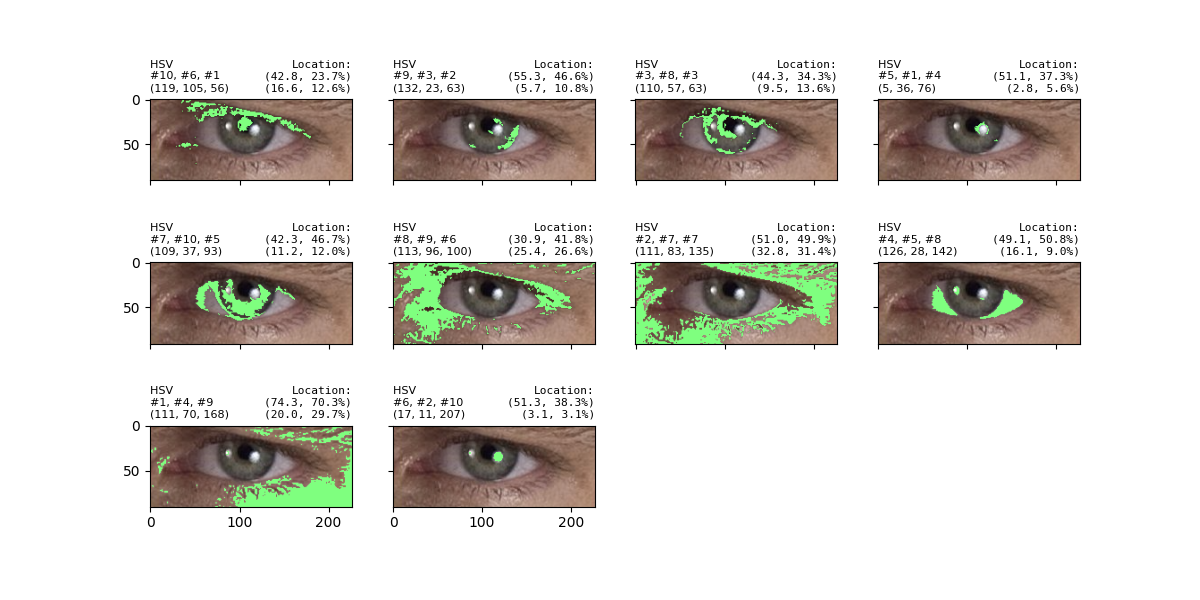 HSV Location:
#10, #6, #1 (42.8, 23.7%)
(119, 105, 56) (16.6, 12.6%)
HSV Location:
#9, #3, #2 (55.3, 46.6%)
(132, 23, 63) (5.7, 10.8%)
HSV Location:
#3, #8, #3 (44.3, 34.3%)
(110, 57, 63) (9.5, 13.6%)
HSV Location:
#5, #1, #4 (51.1, 37.3%)
(5, 36, 76) (2.8, 5.6%)
0
50
HSV Location:
#7, #10, #5 (42.3, 46.7%)
(109, 37, 93) (11.2, 12.0%)
HSV Location:
#8, #9, #6 (30.9, 41.8%)
(113, 96, 100) (25.4, 26.6%)
HSV Location:
#2, #7, #7 (51.0, 49.9%)
(111, 83, 135) (32.8, 31.4%)
HSV Location:
#4, #5, #8 (49.1, 50.8%)
(126, 28, 142) (16.1, 9.0%)
0
50
HSV Location:
#1, #4, #9 (74.3, 70.3%)
(111, 70, 168) (20.0, 29.7%)
HSV Location:
#6, #2, #10 (51.3, 38.3%)
(17, 11, 207) (3.1, 3.1%)
0
50
0 100 200
0 100 200